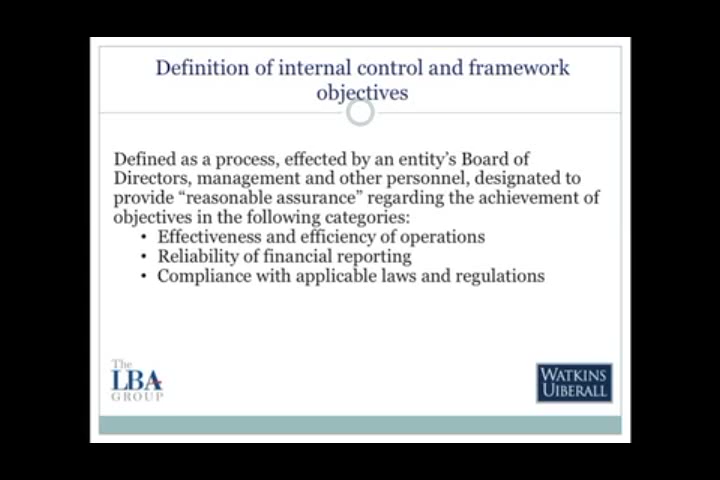 Definition of internal control and framework
objectives
Defined as a process, effected by an entity's Board of
Directors, management and other personnel, designated to
provide “reasonable assurance” regarding the achievement of
objectives in the following categories:
• Effectiveness and efficiency of operations
• Reliability of financial reporting
• Compliance with applicable laws and regulations
The
LBA
GROUP
WATKINS
UIBERALL